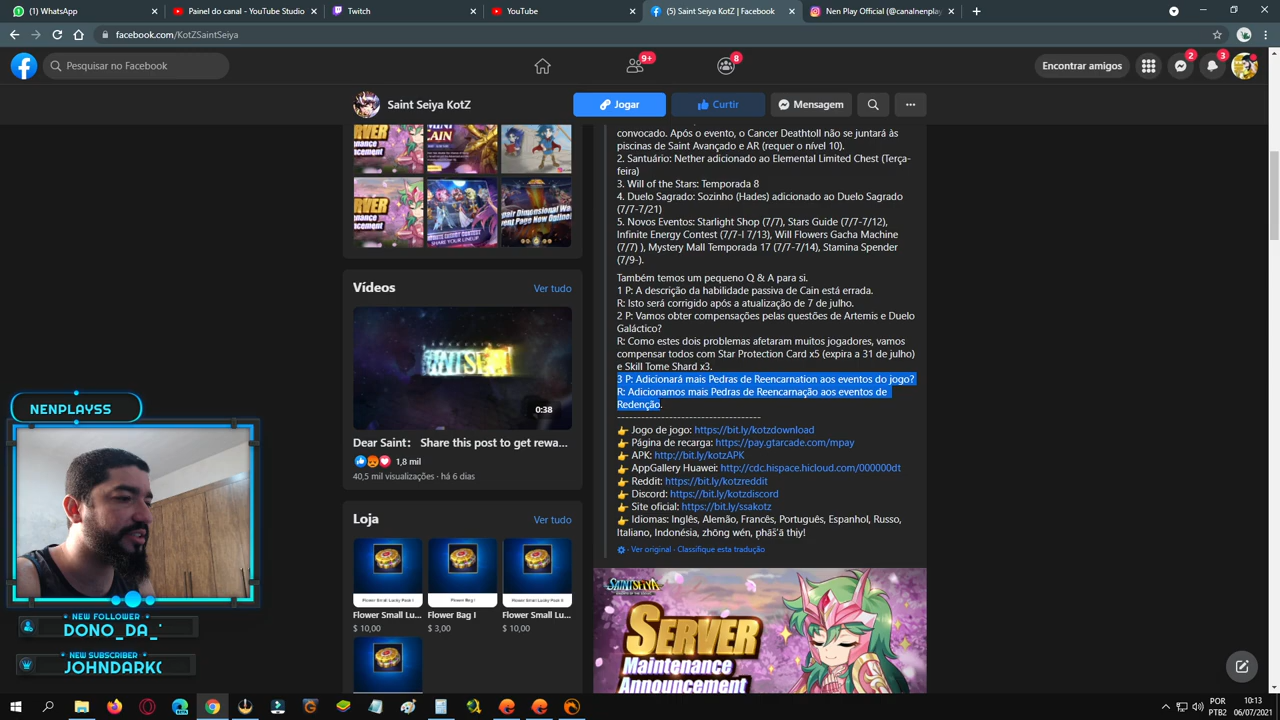 WhatsApp
Painel do canal - YouTube Studio
Twitch
YouTube
(5) Saint Seiya KotZ | Facebook
Nen Play Official (@canalnenplay
facebook.com/KotZSaintSeiya
Pesquisar no Facebook
9+
8
Encontrar amigos
2
3
Saint Seiya KotZ
Jogar
Curtir
Mensagem
convocado. Após o evento, o Cancer Deathtoll não se juntará às
piscinas de Saint Avançado e AR (requer o nível 10).
2. Santuário: Nether adicionado ao Elemental Limited Chest (Terça-
feira)
3. Will of the Stars: Temporada 8
4. Duelo Sagrado: Sozinho (Hades) adicionado ao Duelo Sagrado
(7/7-7/21)
5. Novos Eventos: Starlight Shop (7/7), Stars Guide (7/7-7/12),
Infinite Energy Contest (7/7-l 7/13), Will Flowers Gacha Machine
(7/7) ), Mystery Mall Temporada 17 (7/7-7/14), Stamina Spender
(7/9-).
Também temos um pequeno Q & A para si.
1 P: A descrição da habilidade passiva de Cain está errada.
R: Isto será corrigido após a atualização de 7 de julho.
2 P: Vamos obter compensações pelas questões de Artemis e Duelo
Galáctico?
R: Como estes dois problemas afetaram muitos jogadores, vamos
compensar todos com Star Protection Card x5 (expira a 31 de julho)
e Skill Tome Shard x3.
3 P: Adicionará mais Pedras de Reencarnation aos eventos do jogo?
R: Adicionamos mais Pedras de Reencarnação aos eventos de
Redenção.
------------------------------------
👉 Jogo de jogo: https://bit.ly/kotzdownload
👉 Página de recarga: https://pay.gtarcade.com/mpay
👉 APK: http://bit.ly/kotzAPK
👉 AppGallery Huawei: http://cdc.hispace.hicloud.com/000000dt
👉 Reddit: https://bit.ly/kotzreddit
👉 Discord: https://bit.ly/kotzdiscord
👉 Site oficial: https://bit.ly/ssakotz
👉 Idiomas: Inglês, Alemão, Francês, Português, Espanhol, Russo,
Italiano, Indonésia, zhōng wén, phās̄ʹā thịy!
Ver original · Classifique esta tradução
SAINT SEIYA
SERVER
Maintenance
Announcement
Vídeos
Ver tudo
0:38
Dear Saint： Share this post to get rewa...
1,8 mil
40,5 mil visualizações · há 6 dias
Loja
Ver tudo
Flower Small Lucky Pack I
Flower Bag I
Flower Small Lucky Pack II
Flower Small Lu...
$ 10,00
Flower Bag I
$ 3,00
Flower Small Lu...
$ 10,00
NENPLAYSS
NEW FOLLOWER
DONO_DA_
NEW SUBSCRIBER
JOHNDARK
POR
PTB2
10:13
06/07/2021